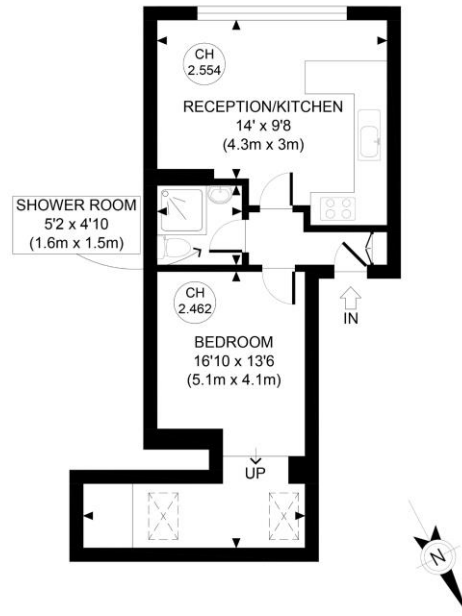 CH
2.554
RECEPTION/KITCHEN
14' x 9'8
(4.3m x 3m)
SHOWER ROOM
5'2 x 4'10
(1.6m x 1.5m)
CH
2.462
IN
BEDROOM
16'10 x 13'6
(5.1m x 4.1m)
UP
N